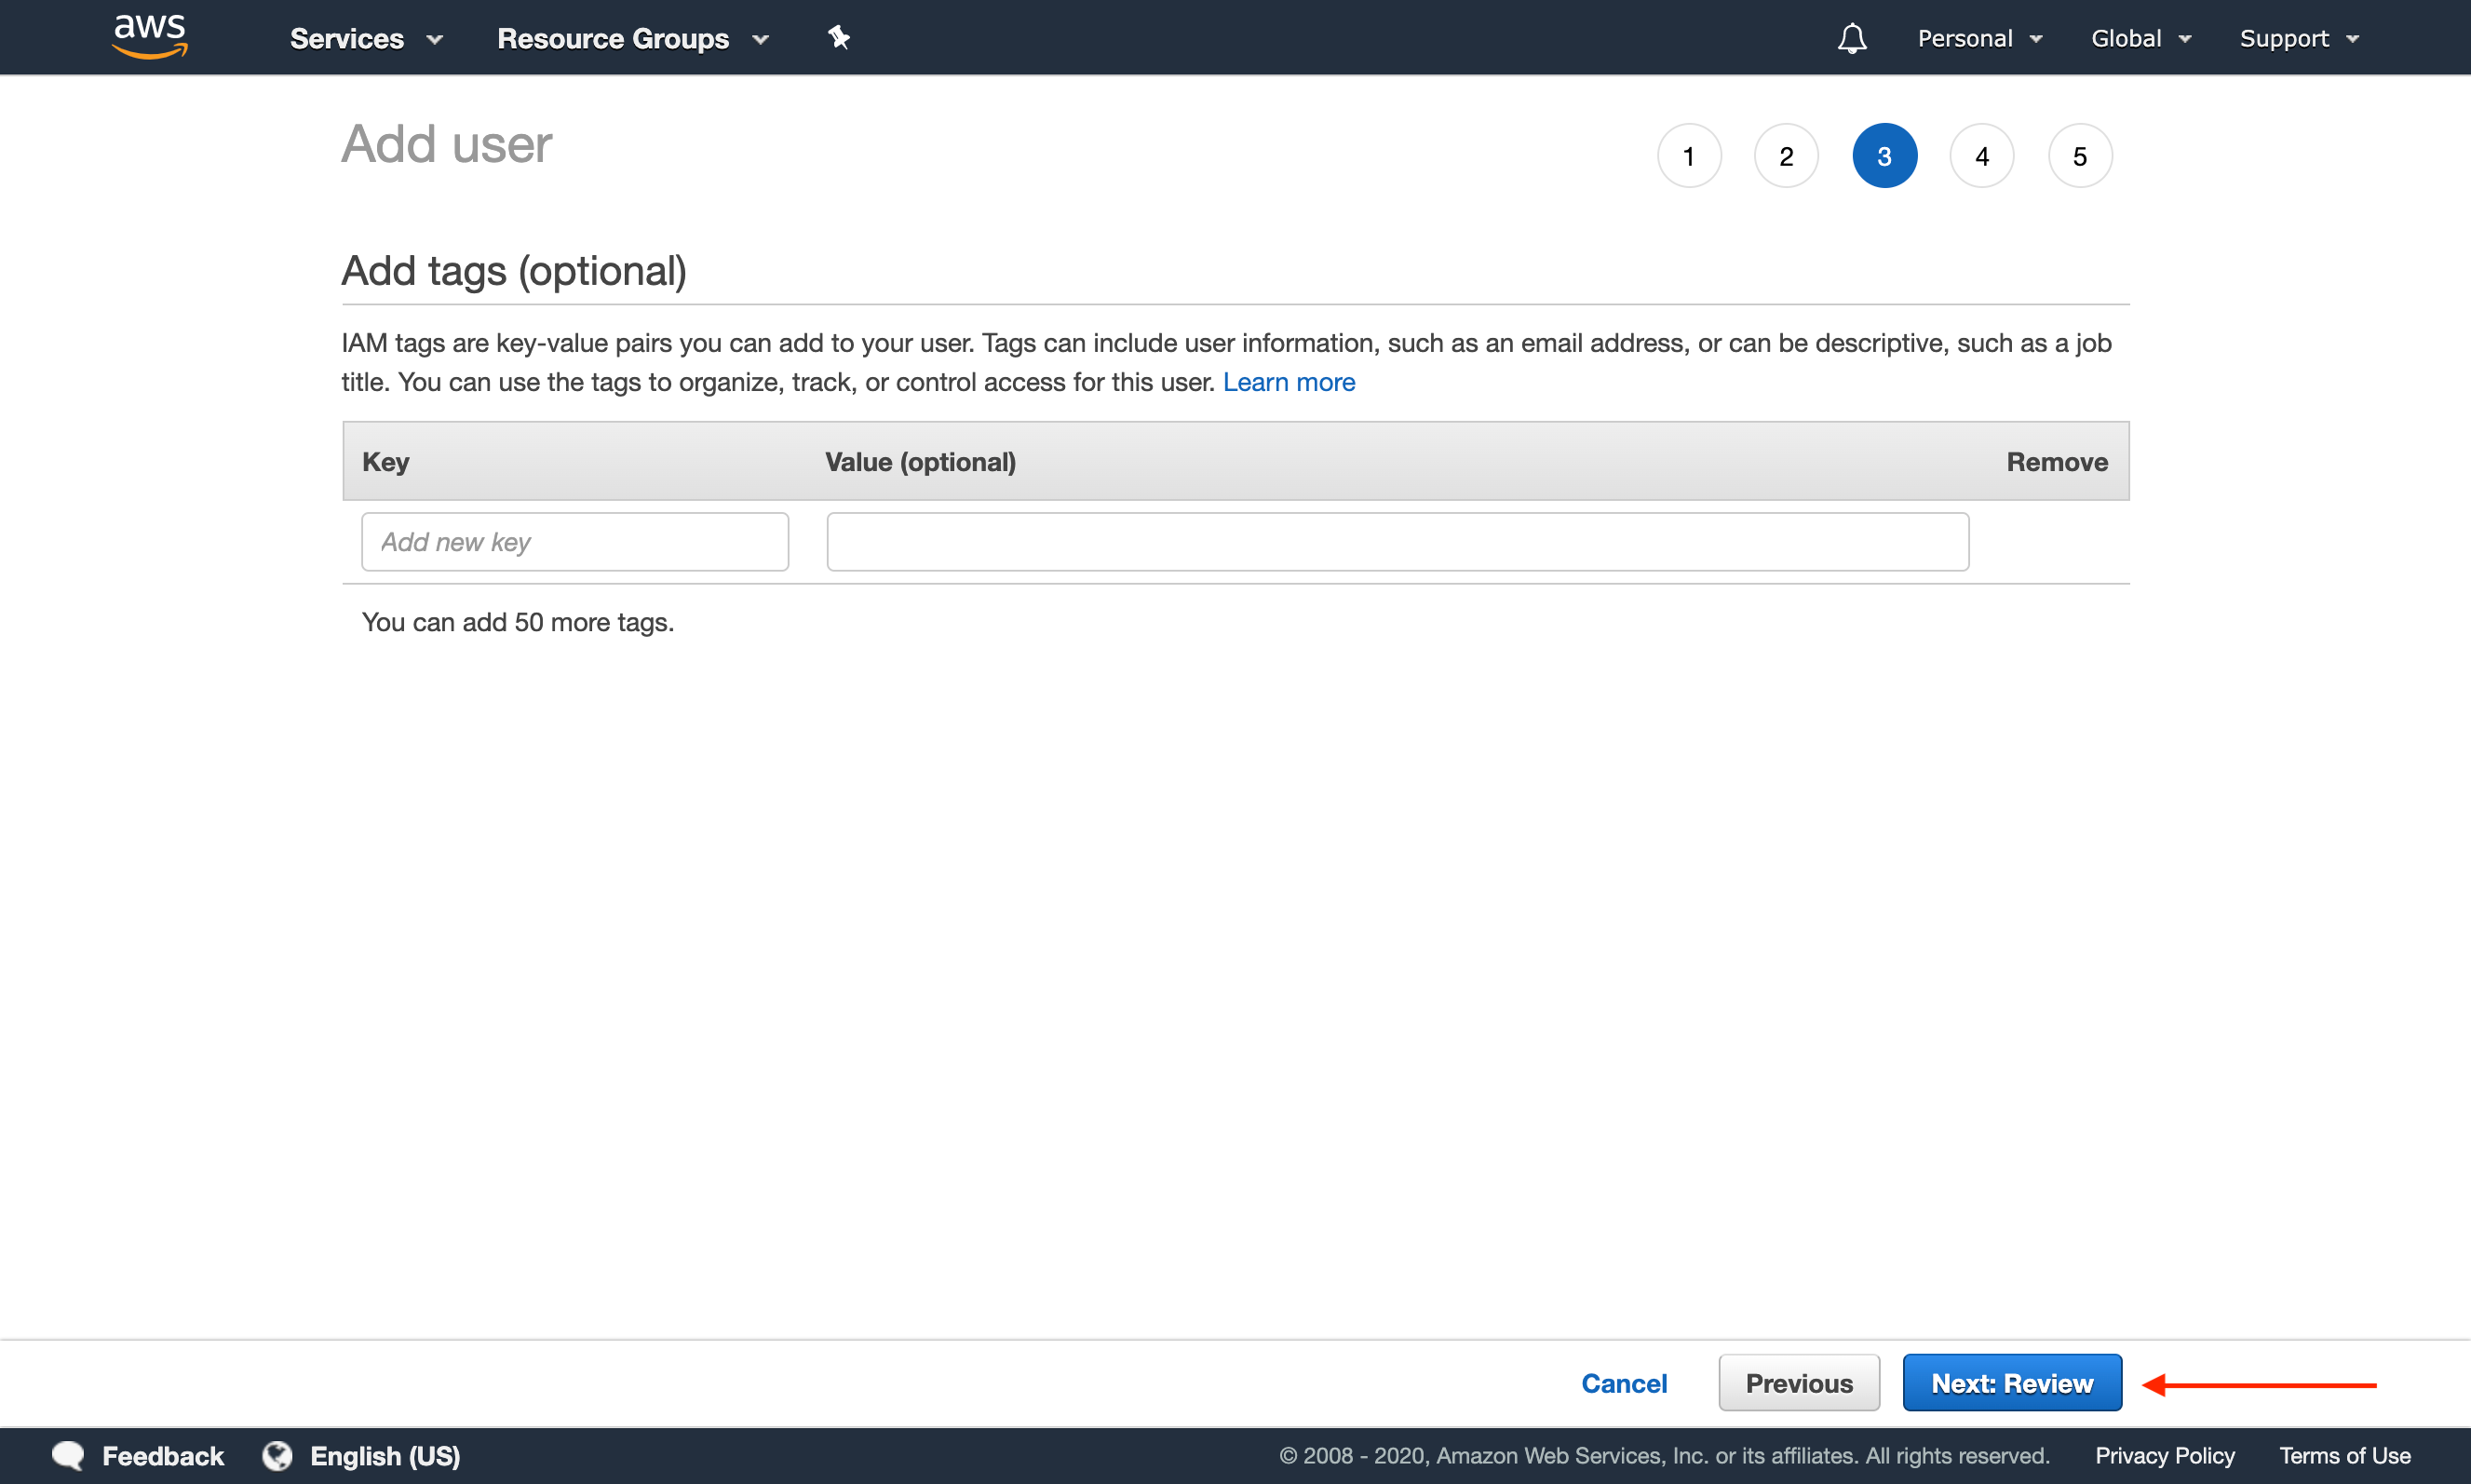 aws Services Resource Groups Personal Global Support
Add user 1 2 3 4 5
Add tags (optional)
IAM tags are key-value pairs you can add to your user. Tags can include user information, such as an email address, or can be descriptive, such as a job
title. You can use the tags to organize, track, or control access for this user. Learn more
Key Value (optional) Remove
Add new key
You can add 50 more tags.
Cancel Previous Next: Review
Feedback English (US) © 2008 - 2020, Amazon Web Services, Inc. or its affiliates. All rights reserved. Privacy Policy Terms of Use